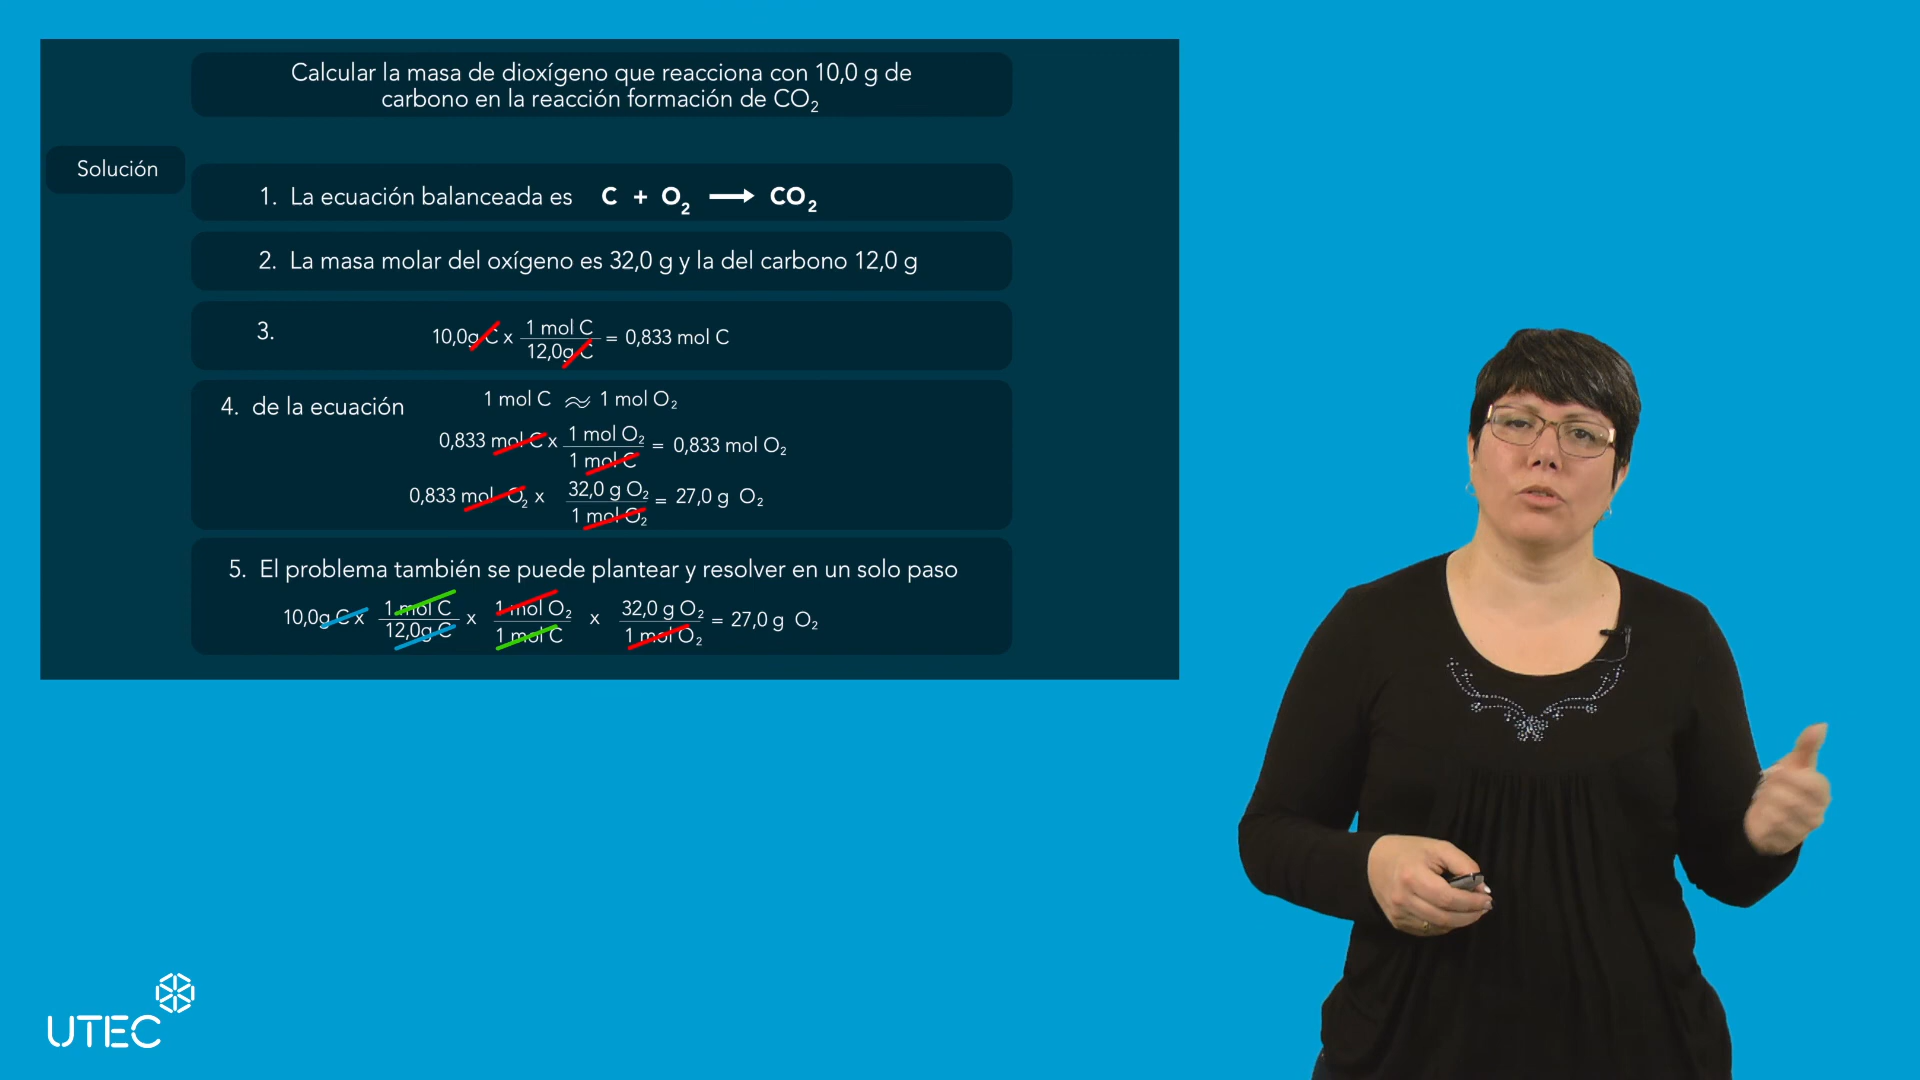 Calcular la masa de dioxígeno que reacciona con 10,0 g de
carbono en la reacción formación de CO₂
Solución
1. La ecuación balanceada es C + O₂ ⟶ CO₂
2. La masa molar del oxígeno es 32,0 g y la del carbono 12,0 g
3. 10,0g C x 1 mol C / 12,0g C = 0,833 mol C
4. de la ecuación 1 mol C ≈ 1 mol O₂
0,833 mol C x 1 mol O₂ / 1 mol C = 0,833 mol O₂
0,833 mol O₂ x 32,0 g O₂ / 1 mol O₂ = 27,0 g O₂
5. El problema también se puede plantear y resolver en un solo paso
10,0g C x 1 mol C / 12,0g C x 1 mol O₂ / 1 mol C x 32,0 g O₂ / 1 mol O₂ = 27,0 g O₂
UTEC